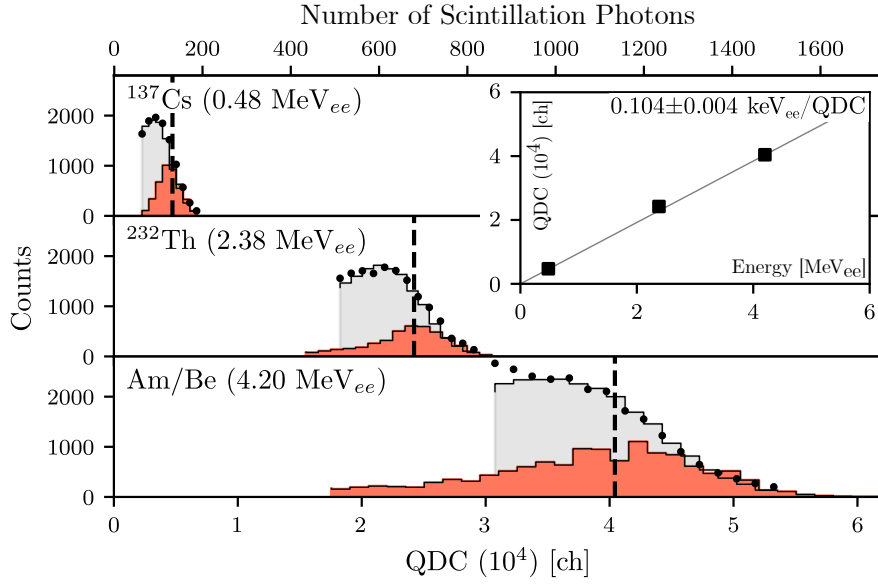 Number of Scintillation Photons
0 200 400 600 800 1000 1200 1400 1600
¹³⁷Cs (0.48 MeVₑₑ)
2000
1000
0
²³²Th (2.38 MeVₑₑ)
2000
1000
0
Am/Be (4.20 MeVₑₑ)
2000
1000
0
Counts
0 1 2 3 4 5 6
QDC (10⁴) [ch]
0.104±0.004 keVₑₑ/QDC
QDC (10⁴) [ch]
6
4
2
0
Energy [MeVₑₑ]
0 2 4 6